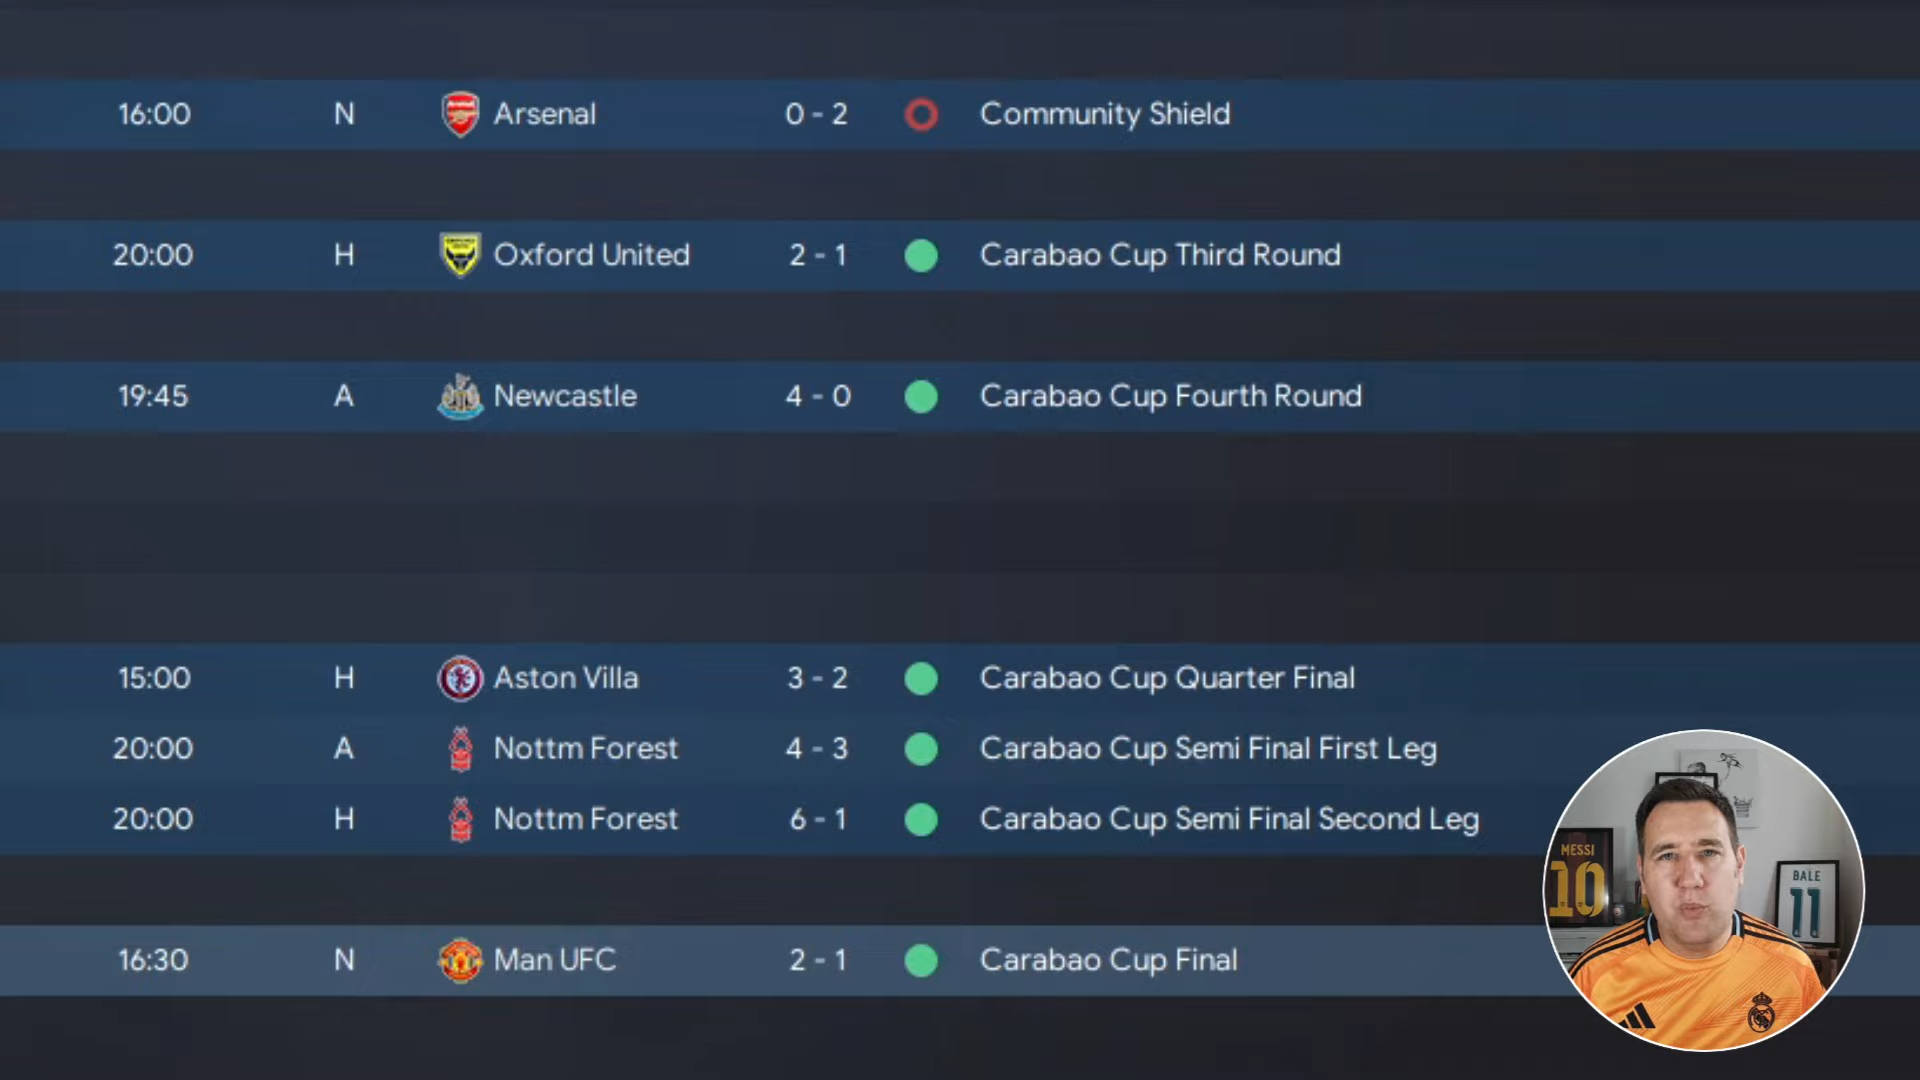 16:00 N Arsenal 0 - 2 Community Shield
20:00 H Oxford United 2 - 1 Carabao Cup Third Round
19:45 A Newcastle 4 - 0 Carabao Cup Fourth Round
15:00 H Aston Villa 3 - 2 Carabao Cup Quarter Final
20:00 A Nottm Forest 4 - 3 Carabao Cup Semi Final First Leg
20:00 H Nottm Forest 6 - 1 Carabao Cup Semi Final Second Leg
16:30 N Man UFC 2 - 1 Carabao Cup Final
MESSI
10
BALE
11